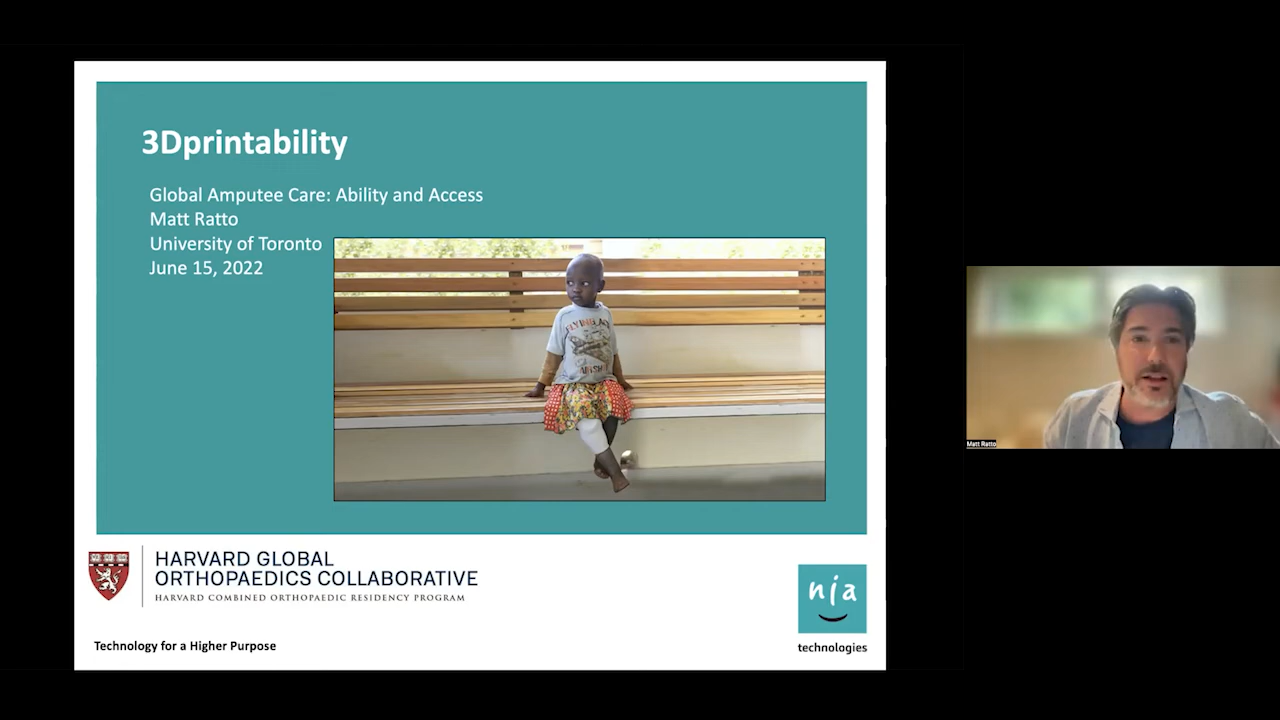 3Dprintability
Global Amputee Care: Ability and Access
Matt Ratto
University of Toronto
June 15, 2022
HARVARD GLOBAL
ORTHOPAEDICS COLLABORATIVE
HARVARD COMBINED ORTHOPAEDIC RESIDENCY PROGRAM
nia
technologies
Technology for a Higher Purpose
Matt Ratto